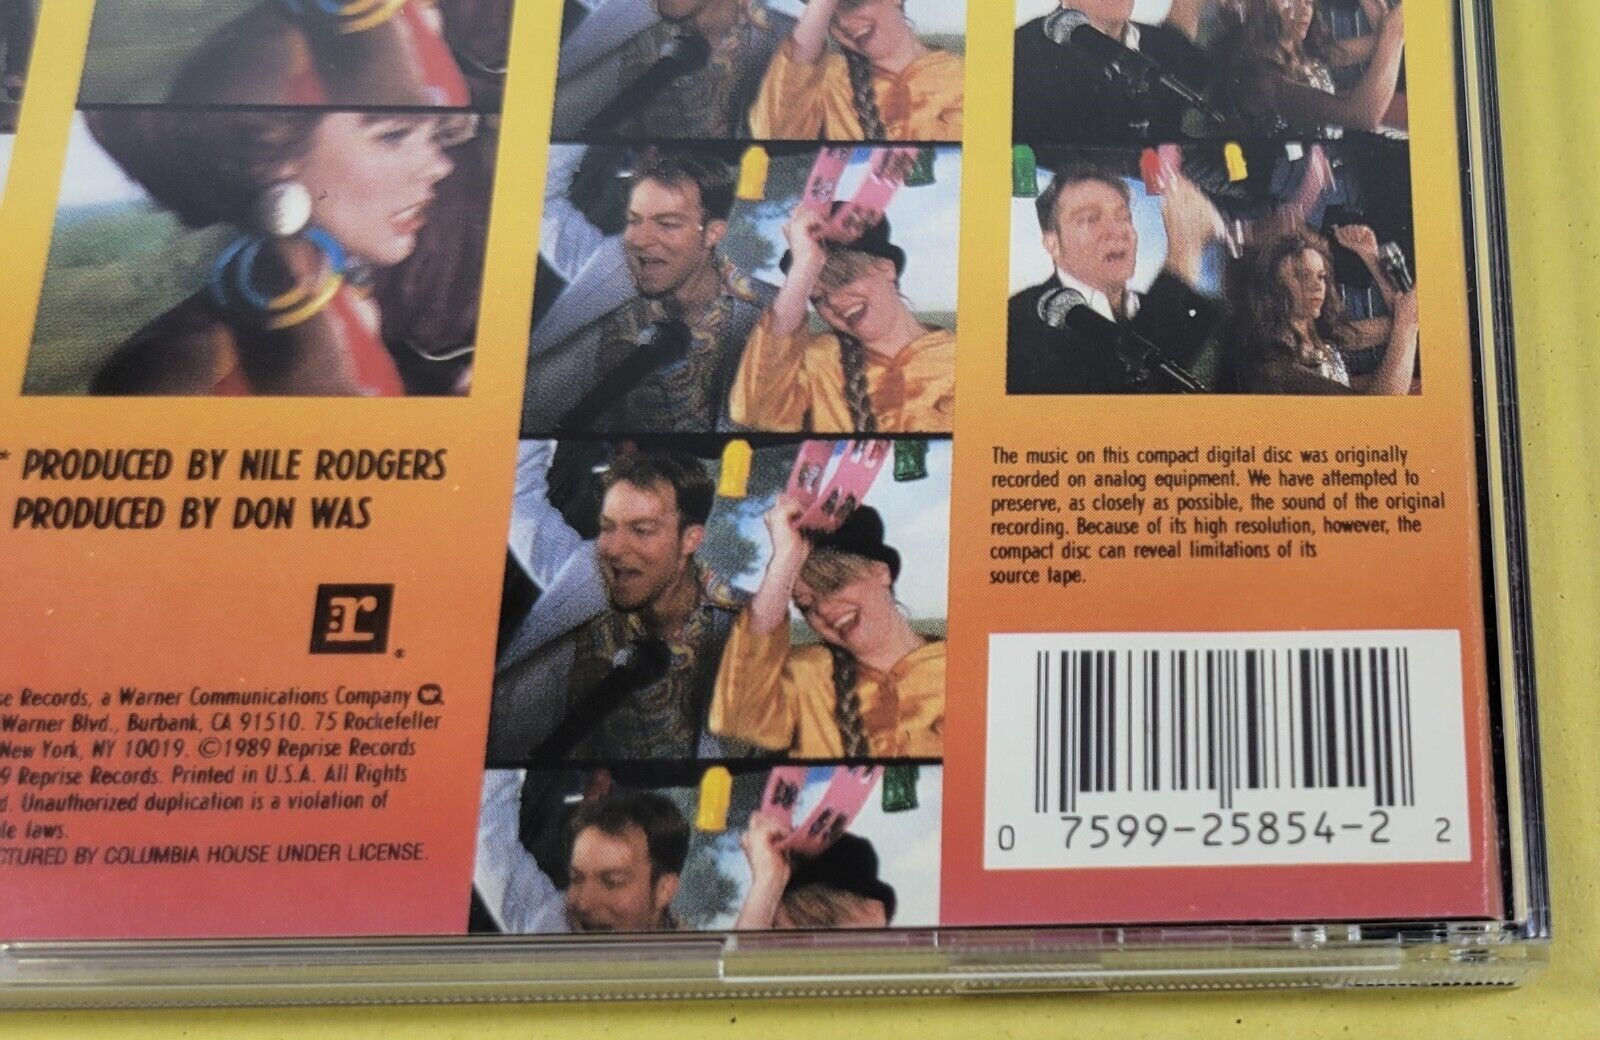 * PRODUCED BY NILE RODGERS
PRODUCED BY DON WAS
r
Records, a Warner Communications Company
Warner Blvd., Burbank, CA 91510. 75 Rockefeller
New York, NY 10019. ©1989 Reprise Records
9 Reprise Records. Printed in U.S.A. All Rights
d. Unauthorized duplication is a violation of
le laws.
CTURED BY COLUMBIA HOUSE UNDER LICENSE.
The music on this compact digital disc was originally
recorded on analog equipment. We have attempted to
preserve, as closely as possible, the sound of the original
recording. Because of its high resolution, however, the
compact disc can reveal limitations of its
source tape.
0 7599-25854-2 2